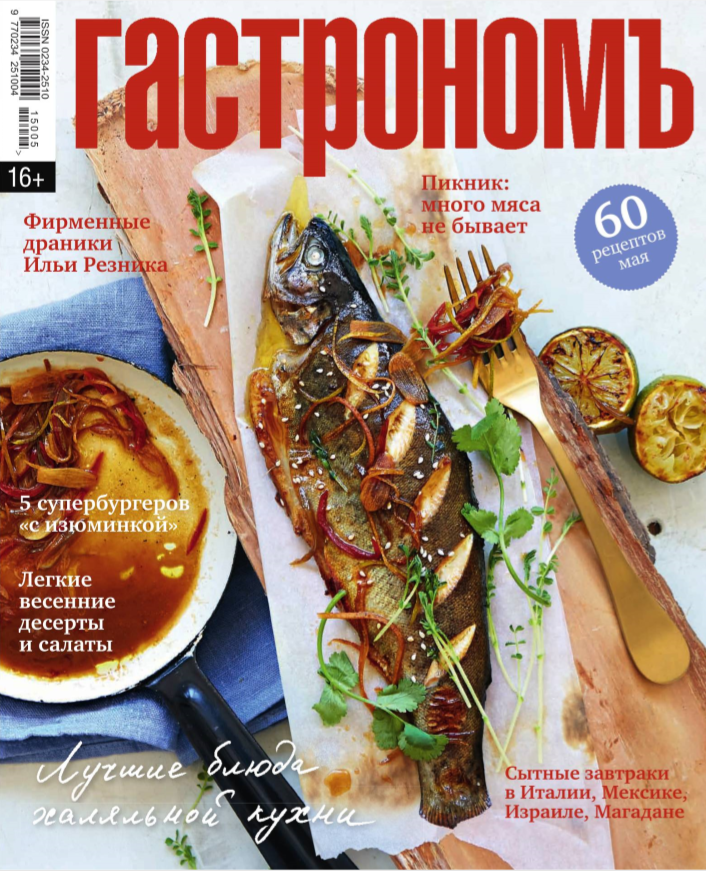 ISSN 0234-2510
9 770234 251004
15005
>
16+
гастрономъ
Пикник:
много мяса
не бывает
60
рецептов
мая
Фирменные
драники
Ильи Резника
5 супербургеров
«с изюминкой»
Легкие
весенние
десерты
и салаты
Лучшие блюда
халяльной кухни
Сытные завтраки
в Италии, Мексике,
Израиле, Магадане